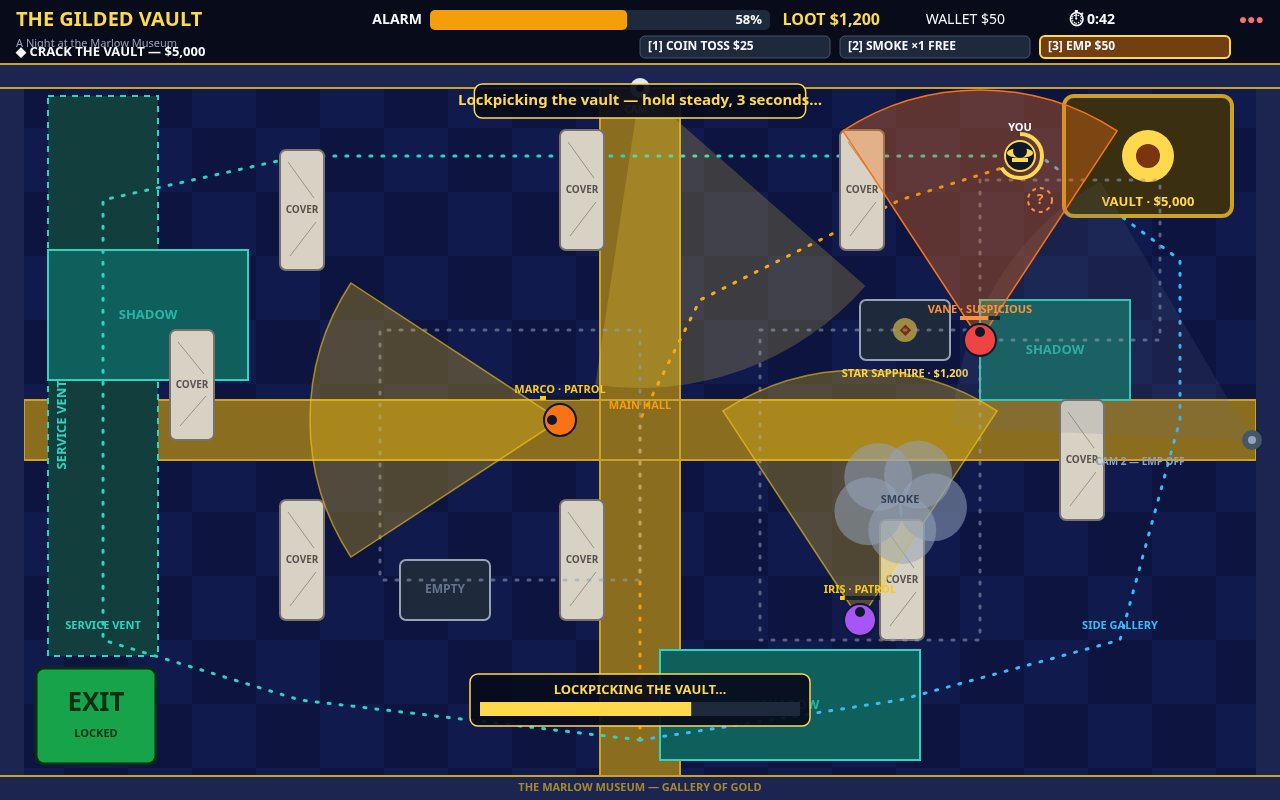 THE GILDED VAULT
A Night at the Marlow Museum
◆ CRACK THE VAULT — $5,000
ALARM
58%
LOOT $1,200
WALLET $50
⏱ 0:42
[1] COIN TOSS $25
[2] SMOKE ×1 FREE
[3] EMP $50
Lockpicking the vault — hold steady, 3 seconds...
YOU
COVER
COVER
COVER
COVER
?
VAULT · $5,000
SHADOW
VANE · SUSPICIOUS
SHADOW
STAR SAPPHIRE · $1,200
COVER
MARCO · PATROL
MAIN HALL
SERVICE VENT
COVER
CAM 2 — EMP OFF
SMOKE
COVER
COVER
COVER
EMPTY
IRIS · PATROL
SERVICE VENT
SIDE GALLERY
LOCKPICKING THE VAULT...
EXIT
LOCKED
THE MARLOW MUSEUM — GALLERY OF GOLD